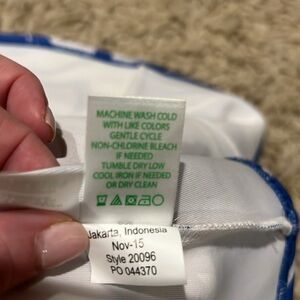 MACHINE WASH COLD
WITH LIKE COLORS
GENTLE CYCLE
NON-CHLORINE BLEACH
IF NEEDED
TUMBLE DRY LOW
COOL IRON IF NEEDED
OR DRY CLEAN
Jakarta, Indonesia
Nov-15
Style 20096
PO 044370